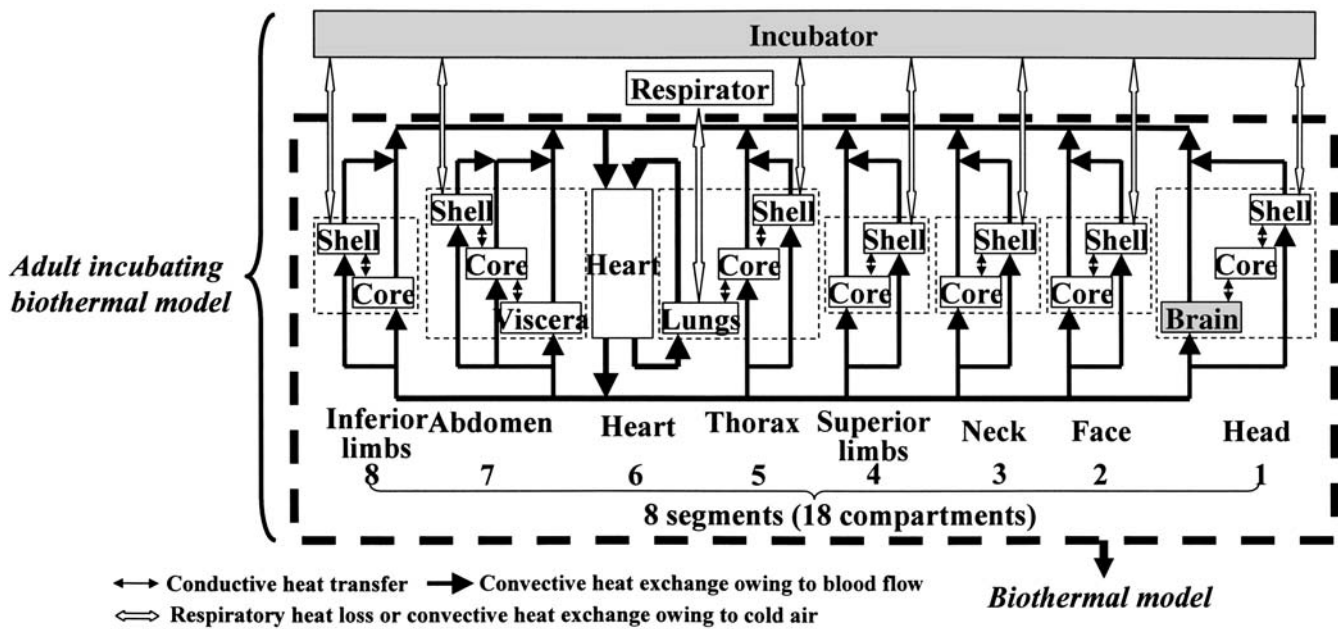 Incubator
Respirator
Adult incubating
biothermal model
Shell
Core
Shell
Core
Viscera
Heart
Lungs
Shell
Core
Shell
Core
Shell
Core
Shell
Core
Shell
Core
Brain
Inferior
limbs
Abdomen
Heart
Thorax
Superior
limbs
Neck
Face
Head
8 7 6 5 4 3 2 1
8 segments (18 compartments)
Conductive heat transfer
Convective heat exchange owing to blood flow
Respiratory heat loss or convective heat exchange owing to cold air
Biothermal model